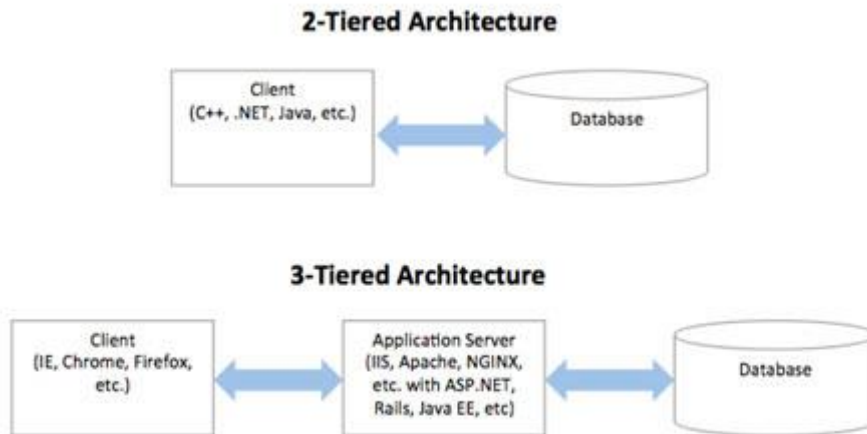 2-Tiered Architecture
Client
(C++, .NET, Java, etc.)
Database
3-Tiered Architecture
Client
(IE, Chrome, Firefox,
etc.)
Application Server
(IIS, Apache, NGINX,
etc. with ASP.NET,
Rails, Java EE, etc)
Database